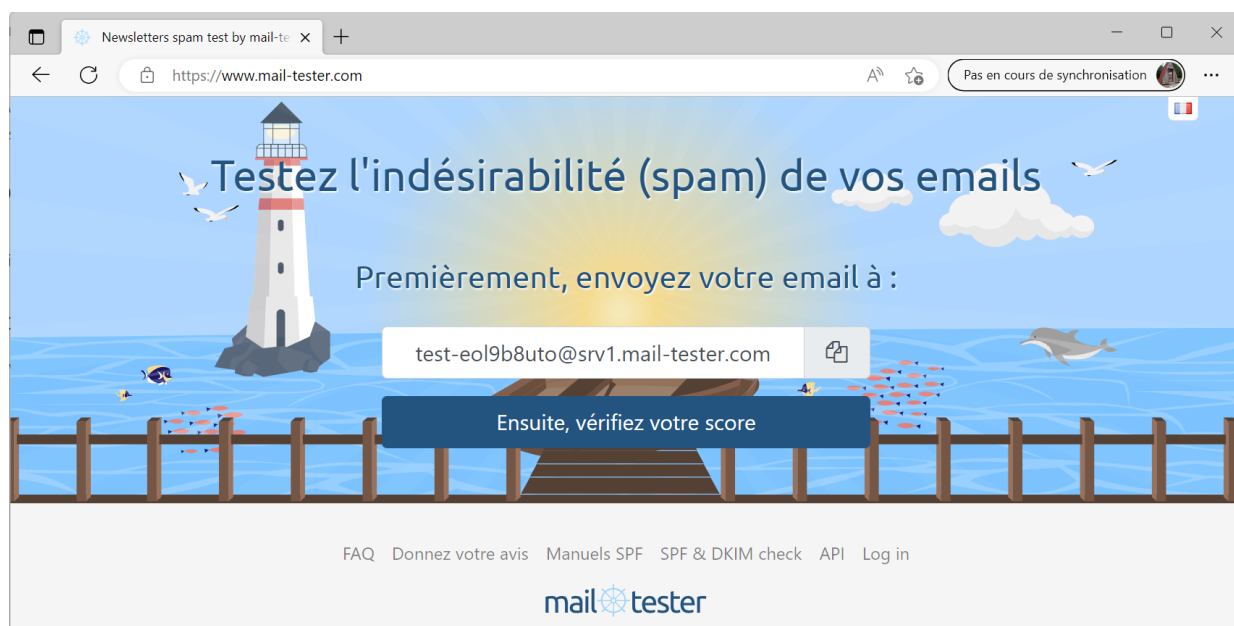 Newsletters spam test by mail-te
https://www.mail-tester.com
Pas en cours de synchronisation
Testez l'indésirabilité (spam) de vos emails
Premièrement, envoyez votre email à :
test-eol9b8uto@srv1.mail-tester.com
Ensuite, vérifiez votre score
FAQ Donnez votre avis Manuels SPF SPF & DKIM check API Log in
mail tester